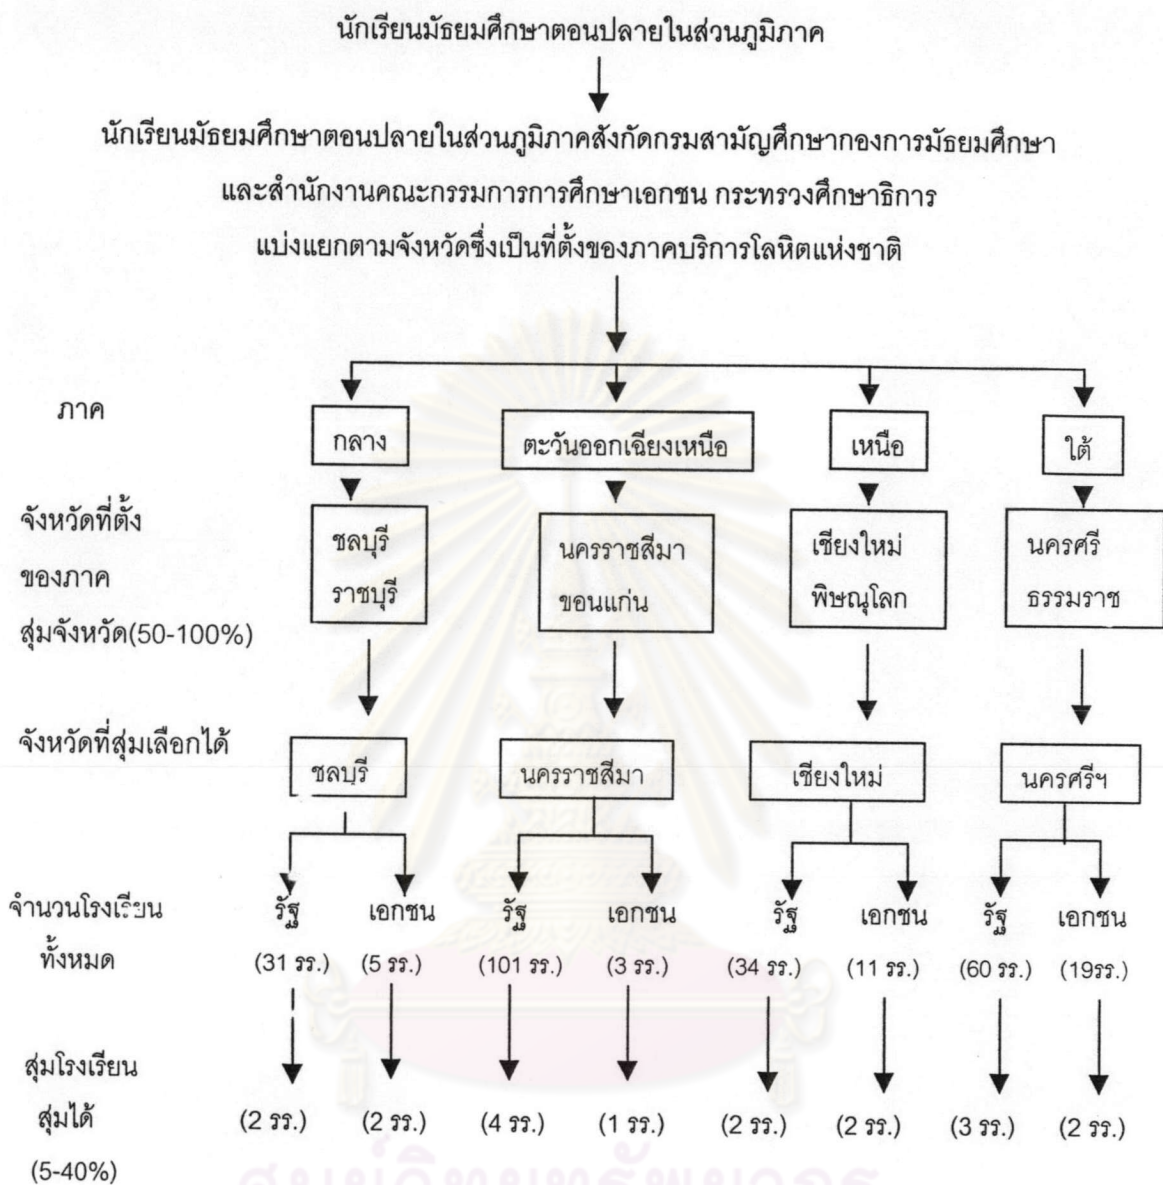 นักเรียนมัธยมศึกษาตอนปลายในส่วนภูมิภาค
นักเรียนมัธยมศึกษาตอนปลายในส่วนภูมิภาคสังกัดกรมสามัญศึกษากองการมัธยมศึกษา
และสำนักงานคณะกรรมการการศึกษาเอกชน กระทรวงศึกษาธิการ
แบ่งแยกตามจังหวัดซึ่งเป็นที่ตั้งของภาคบริการโลหิตแห่งชาติ
ภาค
กลาง ตะวันออกเฉียงเหนือ เหนือ ใต้
จังหวัดที่ตั้ง
ของภาค
สุ่มจังหวัด(50-100%)
ชลบุรี
ราชบุรี
นครราชสีมา
ขอนแก่น
เชียงใหม่
พิษณุโลก
นครศรี
ธรรมราช
จังหวัดที่สุ่มเลือกได้
ชลบุรี นครราชสีมา เชียงใหม่ นครศรีฯ
จำนวนโรงเรียน
ทั้งหมด
รัฐ เอกชน รัฐ เอกชน รัฐ เอกชน รัฐ เอกชน
(31 รร.) (5 รร.) (101 รร.) (3 รร.) (34 รร.) (11 รร.) (60 รร.) (19รร.)
สุ่มโรงเรียน
สุ่มได้
(5-40%)
(2 รร.) (2 รร.) (4 รร.) (1 รร.) (2 รร.) (2 รร.) (3 รร.) (2 รร.)
ศูนย์วิทยทรัพยากร